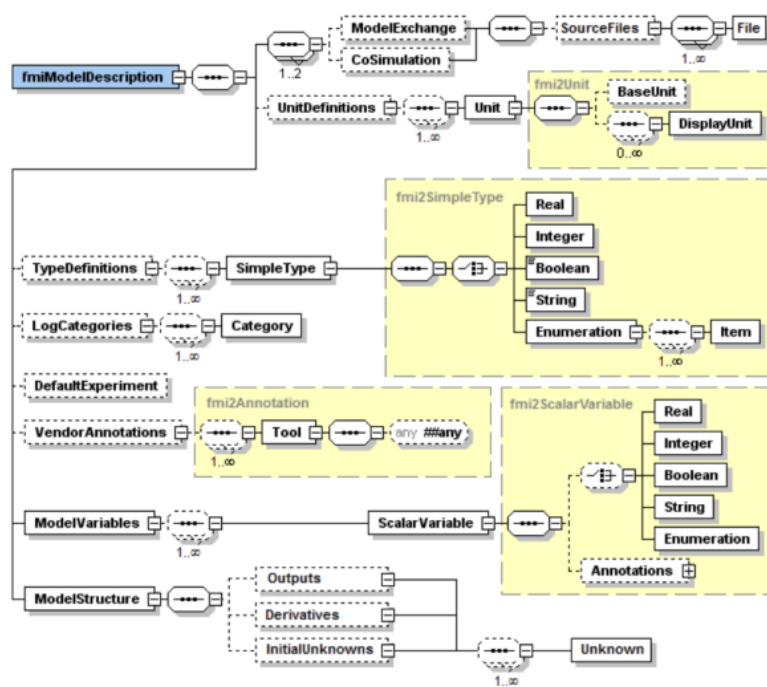 ModelExchange
SourceFiles
File
fmiModelDescription
1..2
CoSimulation
1..∞
fmi2Unit
BaseUnit
UnitDefinitions
Unit
DisplayUnit
1..∞
0..∞
fmi2SimpleType
Real
Integer
TypeDefinitions
SimpleType
Boolean
1..∞
String
LogCategories
Category
Enumeration
Item
1..∞
1..∞
DefaultExperiment
fmi2Annotation
fmi2ScalarVariable
Real
VendorAnnotations
Tool
any ##any
Integer
1..∞
Boolean
String
ModelVariables
ScalarVariable
Enumeration
1..∞
Annotations
ModelStructure
Outputs
Derivatives
InitialUnknowns
Unknown
1..∞